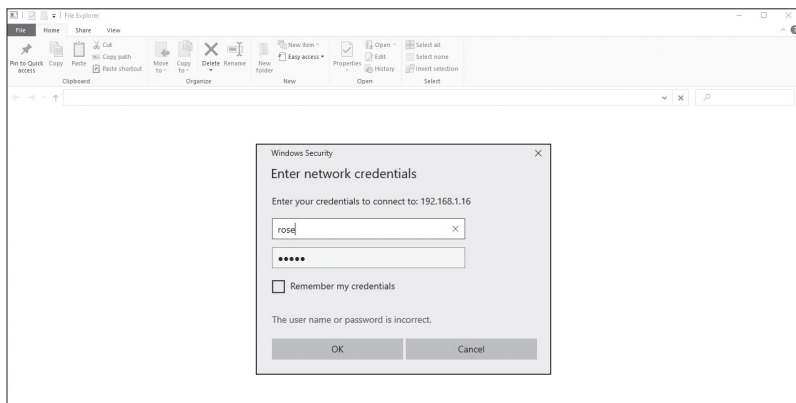 File Explorer
File Home Share View
Pin to Quick access
Copy
Paste
Cut
Copy path
Paste shortcut
Clipboard
Move to
Copy to
Delete
Rename
Organize
New folder
New item
Easy access
New
Properties
Open
Edit
History
Open
Select all
Select none
Invert selection
Select
Windows Security
Enter network credentials
Enter your credentials to connect to: 192.168.1.16
rose
•••••
Remember my credentials
The user name or password is incorrect.
OK Cancel